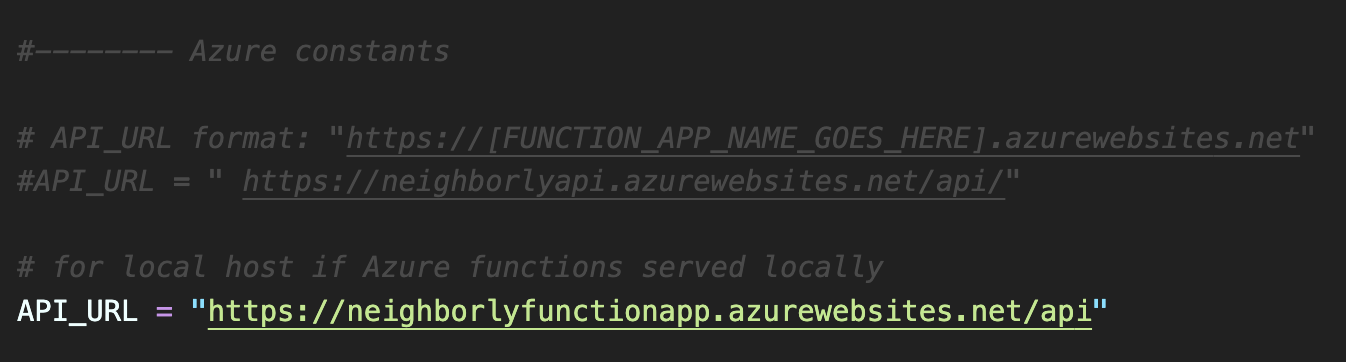 #-------- Azure constants
# API_URL format: "https://[FUNCTION_APP_NAME_GOES_HERE].azurewebsites.net"
#API_URL = " https://neighborlyapi.azurewebsites.net/api/"
# for local host if Azure functions served locally
API_URL = "https://neighborlyfunctionapp.azurewebsites.net/api"